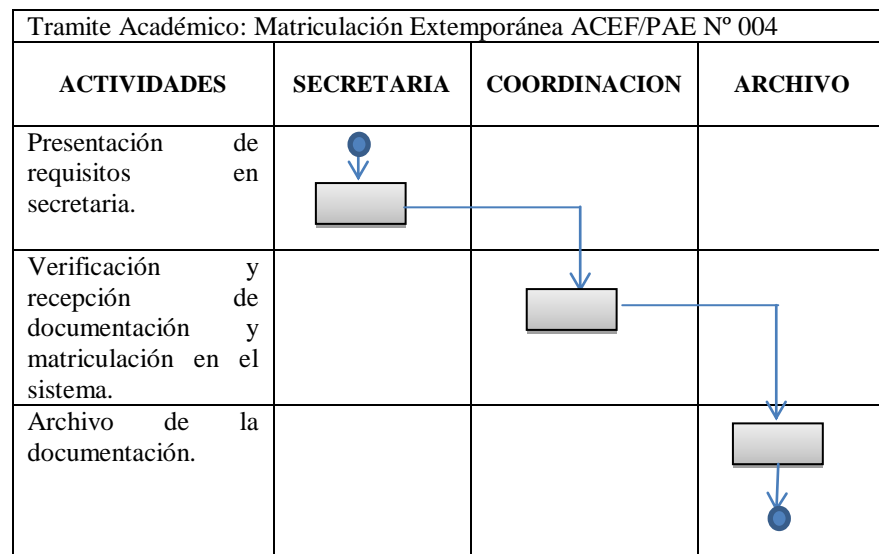 Tramite Académico: Matriculación Extemporánea ACEF/PAE Nº 004
ACTIVIDADES SECRETARIA COORDINACION ARCHIVO
Presentación de
requisitos en
secretaria.
Verificación y
recepción de
documentación y
matriculación en el
sistema.
Archivo de la
documentación.